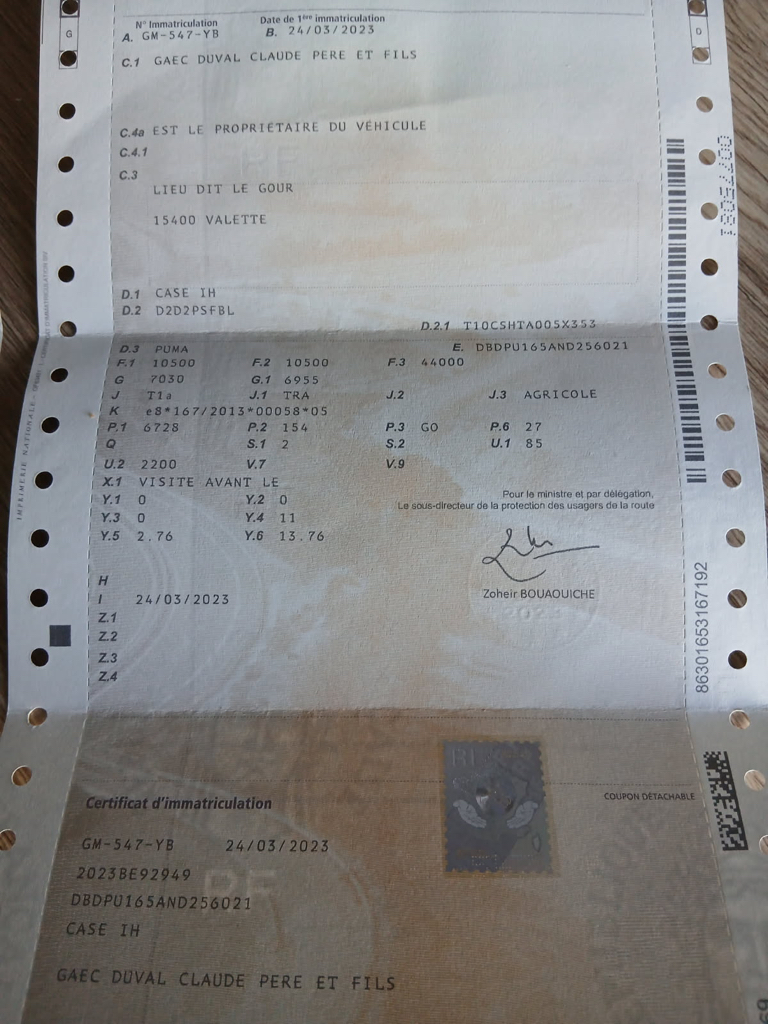 G
D
N° Immatriculation Date de 1ère immatriculation
A. GM-547-YB B. 24/03/2023
C.1 GAEC DUVAL CLAUDE PERE ET FILS
C.4a EST LE PROPRIÉTAIRE DU VÉHICULE
C.4.1
C.3
LIEU DIT LE GOUR
15400 VALETTE
D.1 CASE IH
D.2 D2D2PSFBL
D.2.1 T10CSHTA005X353
D.3 PUMA E. DBDPU165AND256021
F.1 10500 F.2 10500 F.3 44000
G 7030 G.1 6955
J T1a J.1 TRA J.2 J.3 AGRICOLE
K e8*167/2013*00058*05
P.1 6728 P.2 154 P.3 GO P.6 27
Q S.1 2 S.2 U.1 85
U.2 2200 V.7 V.9
X.1 VISITE AVANT LE
Y.1 0 Y.2 0
Y.3 0 Y.4 11
Y.5 2.76 Y.6 13.76
Pour le ministre et par délégation,
Le sous-directeur de la protection des usagers de la route
Zoheir BOUAOUICHE
H
I 24/03/2023
Z.1
Z.2
Z.3
Z.4
86301653167192
IMPRIMERIE NATIONALE
Certificat d'immatriculation
COUPON DÉTACHABLE
GM-547-YB 24/03/2023
2023BE92949
DBDPU165AND256021
CASE IH
GAEC DUVAL CLAUDE PERE ET FILS
RF